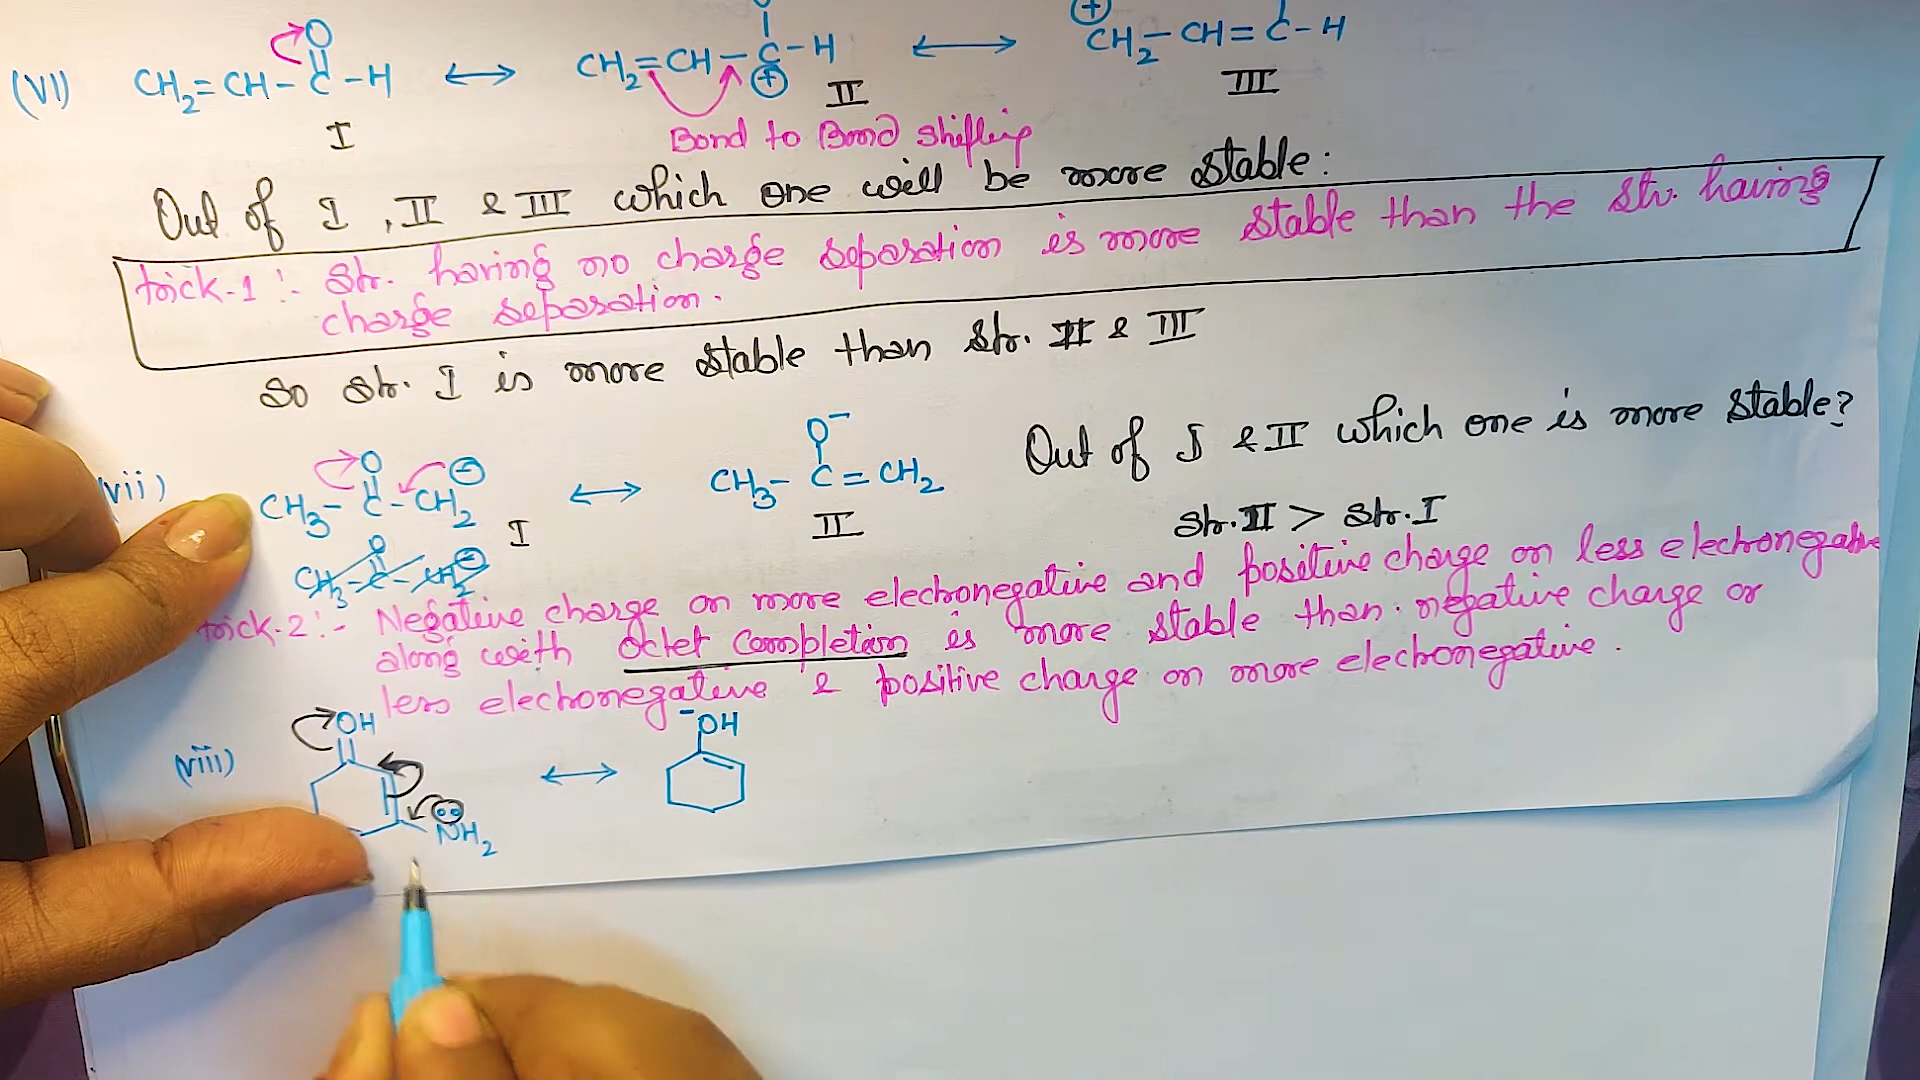 (VI) CH2=CH-C-H ⟷ CH2=CH-C-H ⟷ CH2-CH=C-H
O ⊕ ⊕
I II III
Bond to Bond shifting
Out of I, II & III which one will be more stable:
trick-1:- Str. having no charge separation is more stable than the str. having
charge separation.
So Str. I is more stable than str. II & III
(vii) CH3-C-CH2 ⟷ CH3-C=CH2 Out of I & II which one is more stable?
O ⊖ O-
I II
Str.II > Str.I
CH3-C-CH2
O ⊖
trick-2:- Negative charge on more electronegative and positive charge on less electronegative
along with octet completion is more stable than negative charge or
less electronegative & positive charge on more electronegative.
(viii) OH ⟷ -OH
NH2